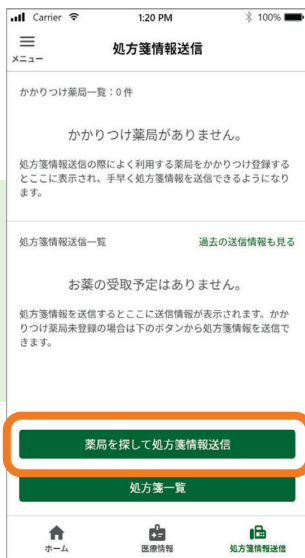 Carrier 1:20 PM 100%
メニュー 処方箋情報送信
かかりつけ薬局一覧：0 件
かかりつけ薬局がありません。
処方箋情報送信の際によく利用する薬局をかかりつけ登録する
とここに表示され、手早く処方箋情報を送信できるようになり
ます。
処方箋情報送信一覧 過去の送信情報も見る
お薬の受取予定はありません。
処方箋情報を送信するとここに送信情報が表示されます。かか
りつけ薬局未登録の場合は下のボタンから処方箋情報を送信で
きます。
薬局を探して処方箋情報送信
処方箋一覧
ホーム 医療情報 処方箋情報送信